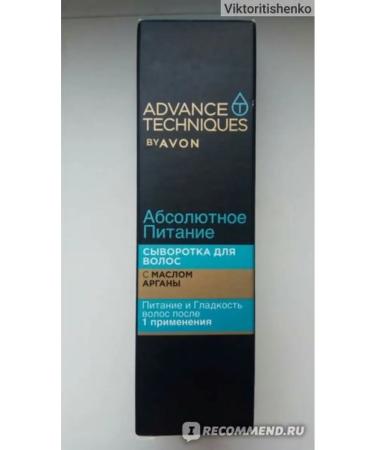 Viktoritishenko
ADVANCE
TECHNIQUES
BY AVON
Абсолютное
Питание
СЫВОРОТКА ДЛЯ
ВОЛОС
С МАСЛОМ
АРГАНЫ
Питание и Гладкость
волос после
1 применения
I RECOMMEND.RU